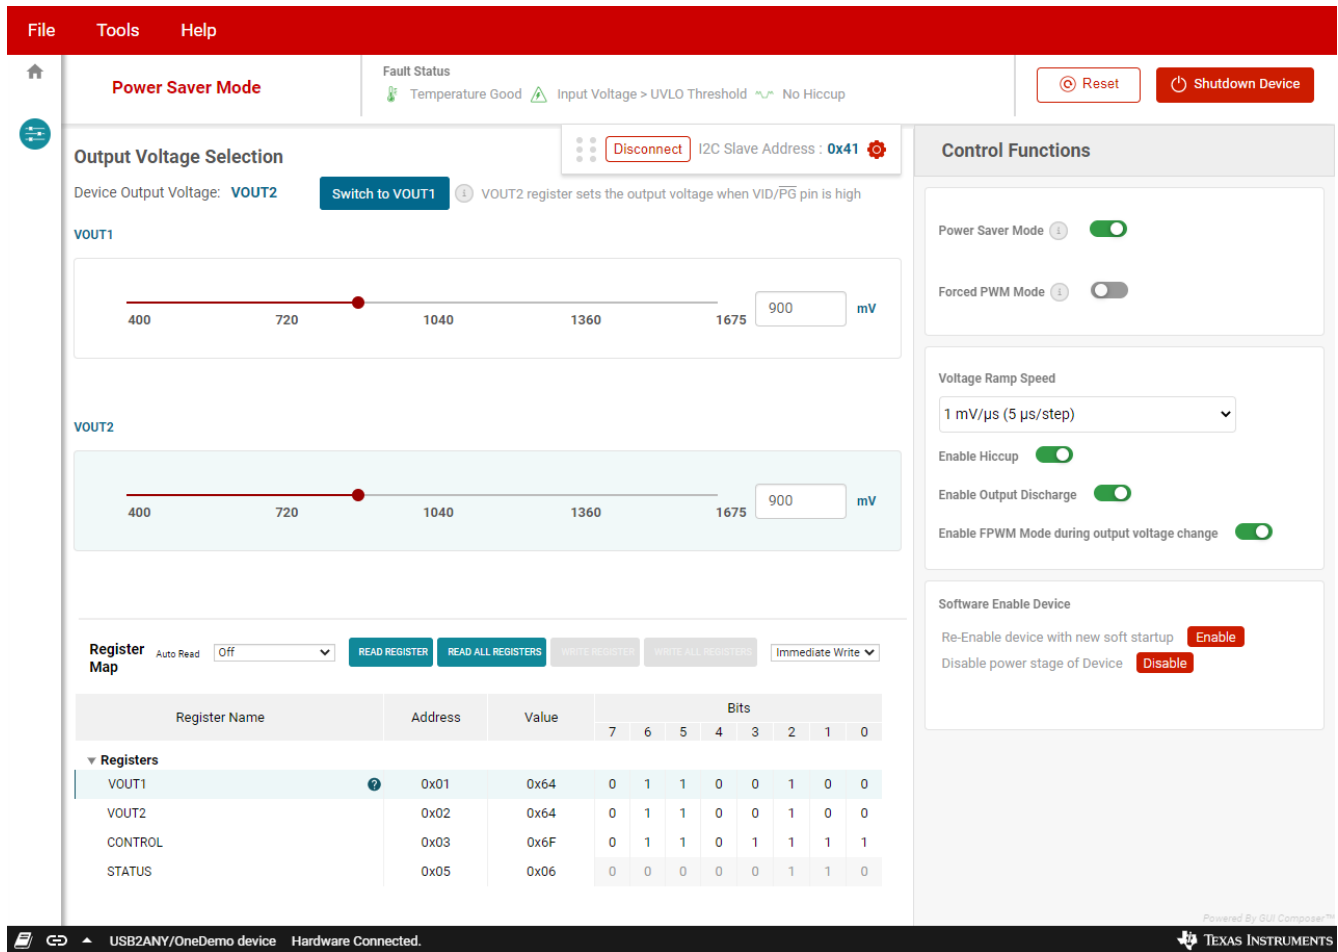 File Tools Help
Power Saver Mode
Fault Status
Temperature Good Input Voltage > UVLO Threshold No Hiccup
Reset
Shutdown Device
Output Voltage Selection
Disconnect I2C Slave Address : 0x41
Device Output Voltage: VOUT2 Switch to VOUT1 i VOUT2 register sets the output voltage when VID/P̅G̅ pin is high
VOUT1
400 720 1040 1360 1675 900 mV
VOUT2
400 720 1040 1360 1675 900 mV
Register Map Auto Read Off READ REGISTER READ ALL REGISTERS WRITE REGISTER WRITE ALL REGISTERS Immediate Write
Register Name Address Value Bits
7 6 5 4 3 2 1 0
Registers
VOUT1 ? 0x01 0x64 0 1 1 0 0 1 0 0
VOUT2 0x02 0x64 0 1 1 0 0 1 0 0
CONTROL 0x03 0x6F 0 1 1 0 1 1 1 1
STATUS 0x05 0x06 0 0 0 0 0 1 1 0
Control Functions
Power Saver Mode i
Forced PWM Mode i
Voltage Ramp Speed
1 mV/µs (5 µs/step)
Enable Hiccup
Enable Output Discharge
Enable FPWM Mode during output voltage change
Software Enable Device
Re-Enable device with new soft startup Enable
Disable power stage of Device Disable
Powered By GUI Composer™
USB2ANY/OneDemo device Hardware Connected.
TEXAS INSTRUMENTS